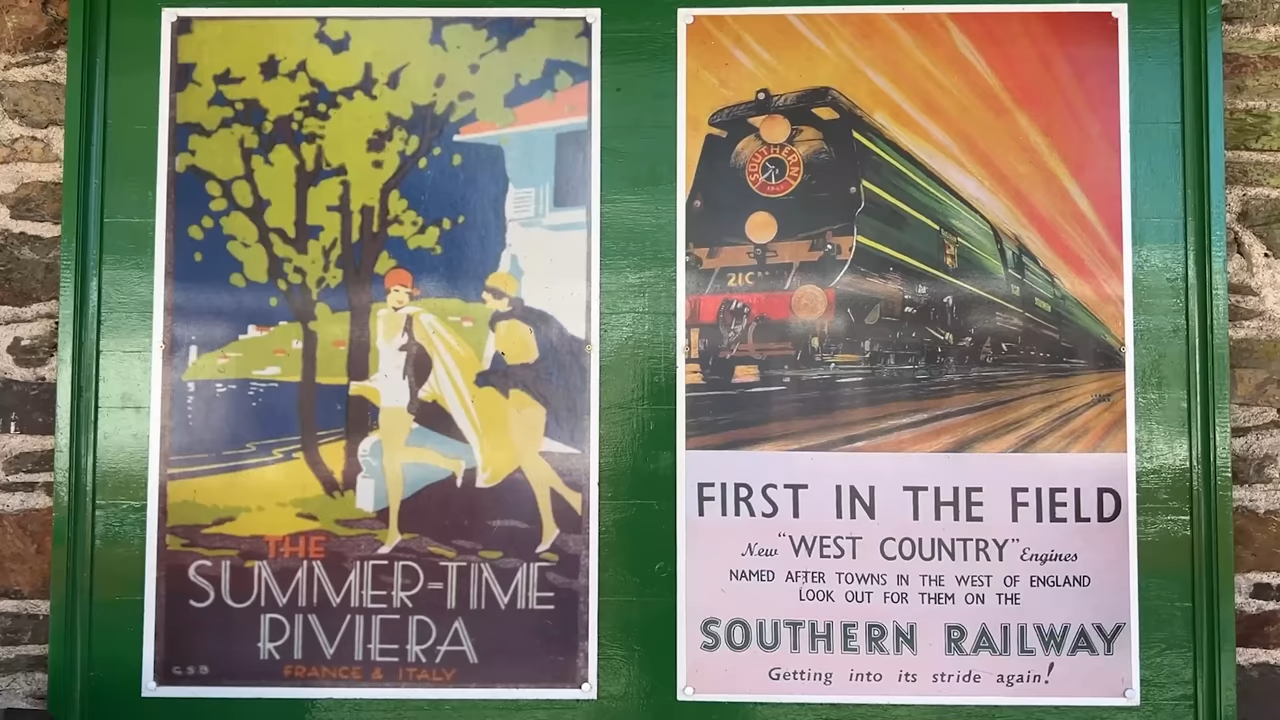 THE
SUMMER-TIME
RIVIERA
FRANCE & ITALY
G.S.B
SOUTHERN
21C
FIRST IN THE FIELD
New "WEST COUNTRY" Engines
NAMED AFTER TOWNS IN THE WEST OF ENGLAND
LOOK OUT FOR THEM ON THE
SOUTHERN RAILWAY
Getting into its stride again!